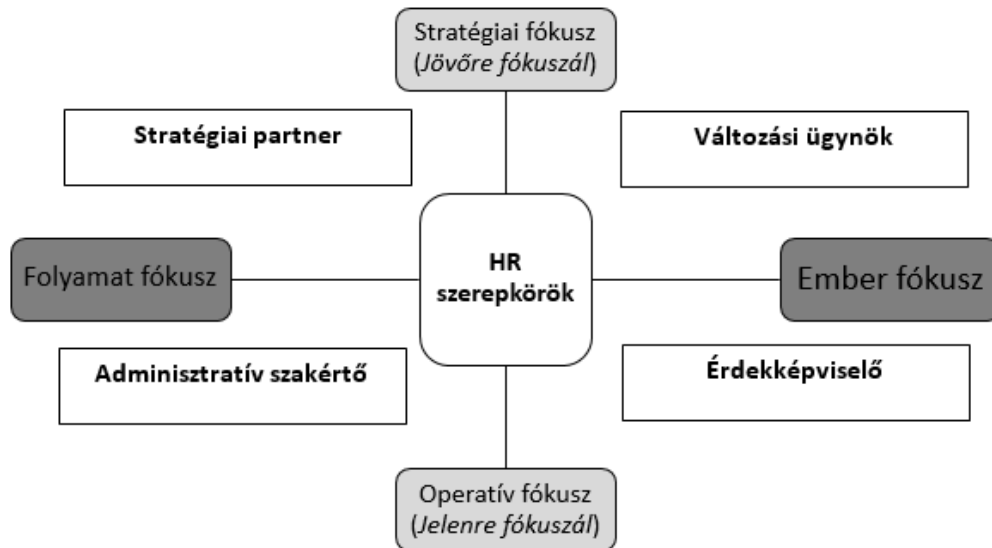 Stratégiai fókusz
(Jövőre fókuszál)
Stratégiai partner
Változási ügynök
Folyamat fókusz
HR
szerepkörök
Ember fókusz
Adminisztratív szakértő
Érdekképviselő
Operatív fókusz
(Jelenre fókuszál)